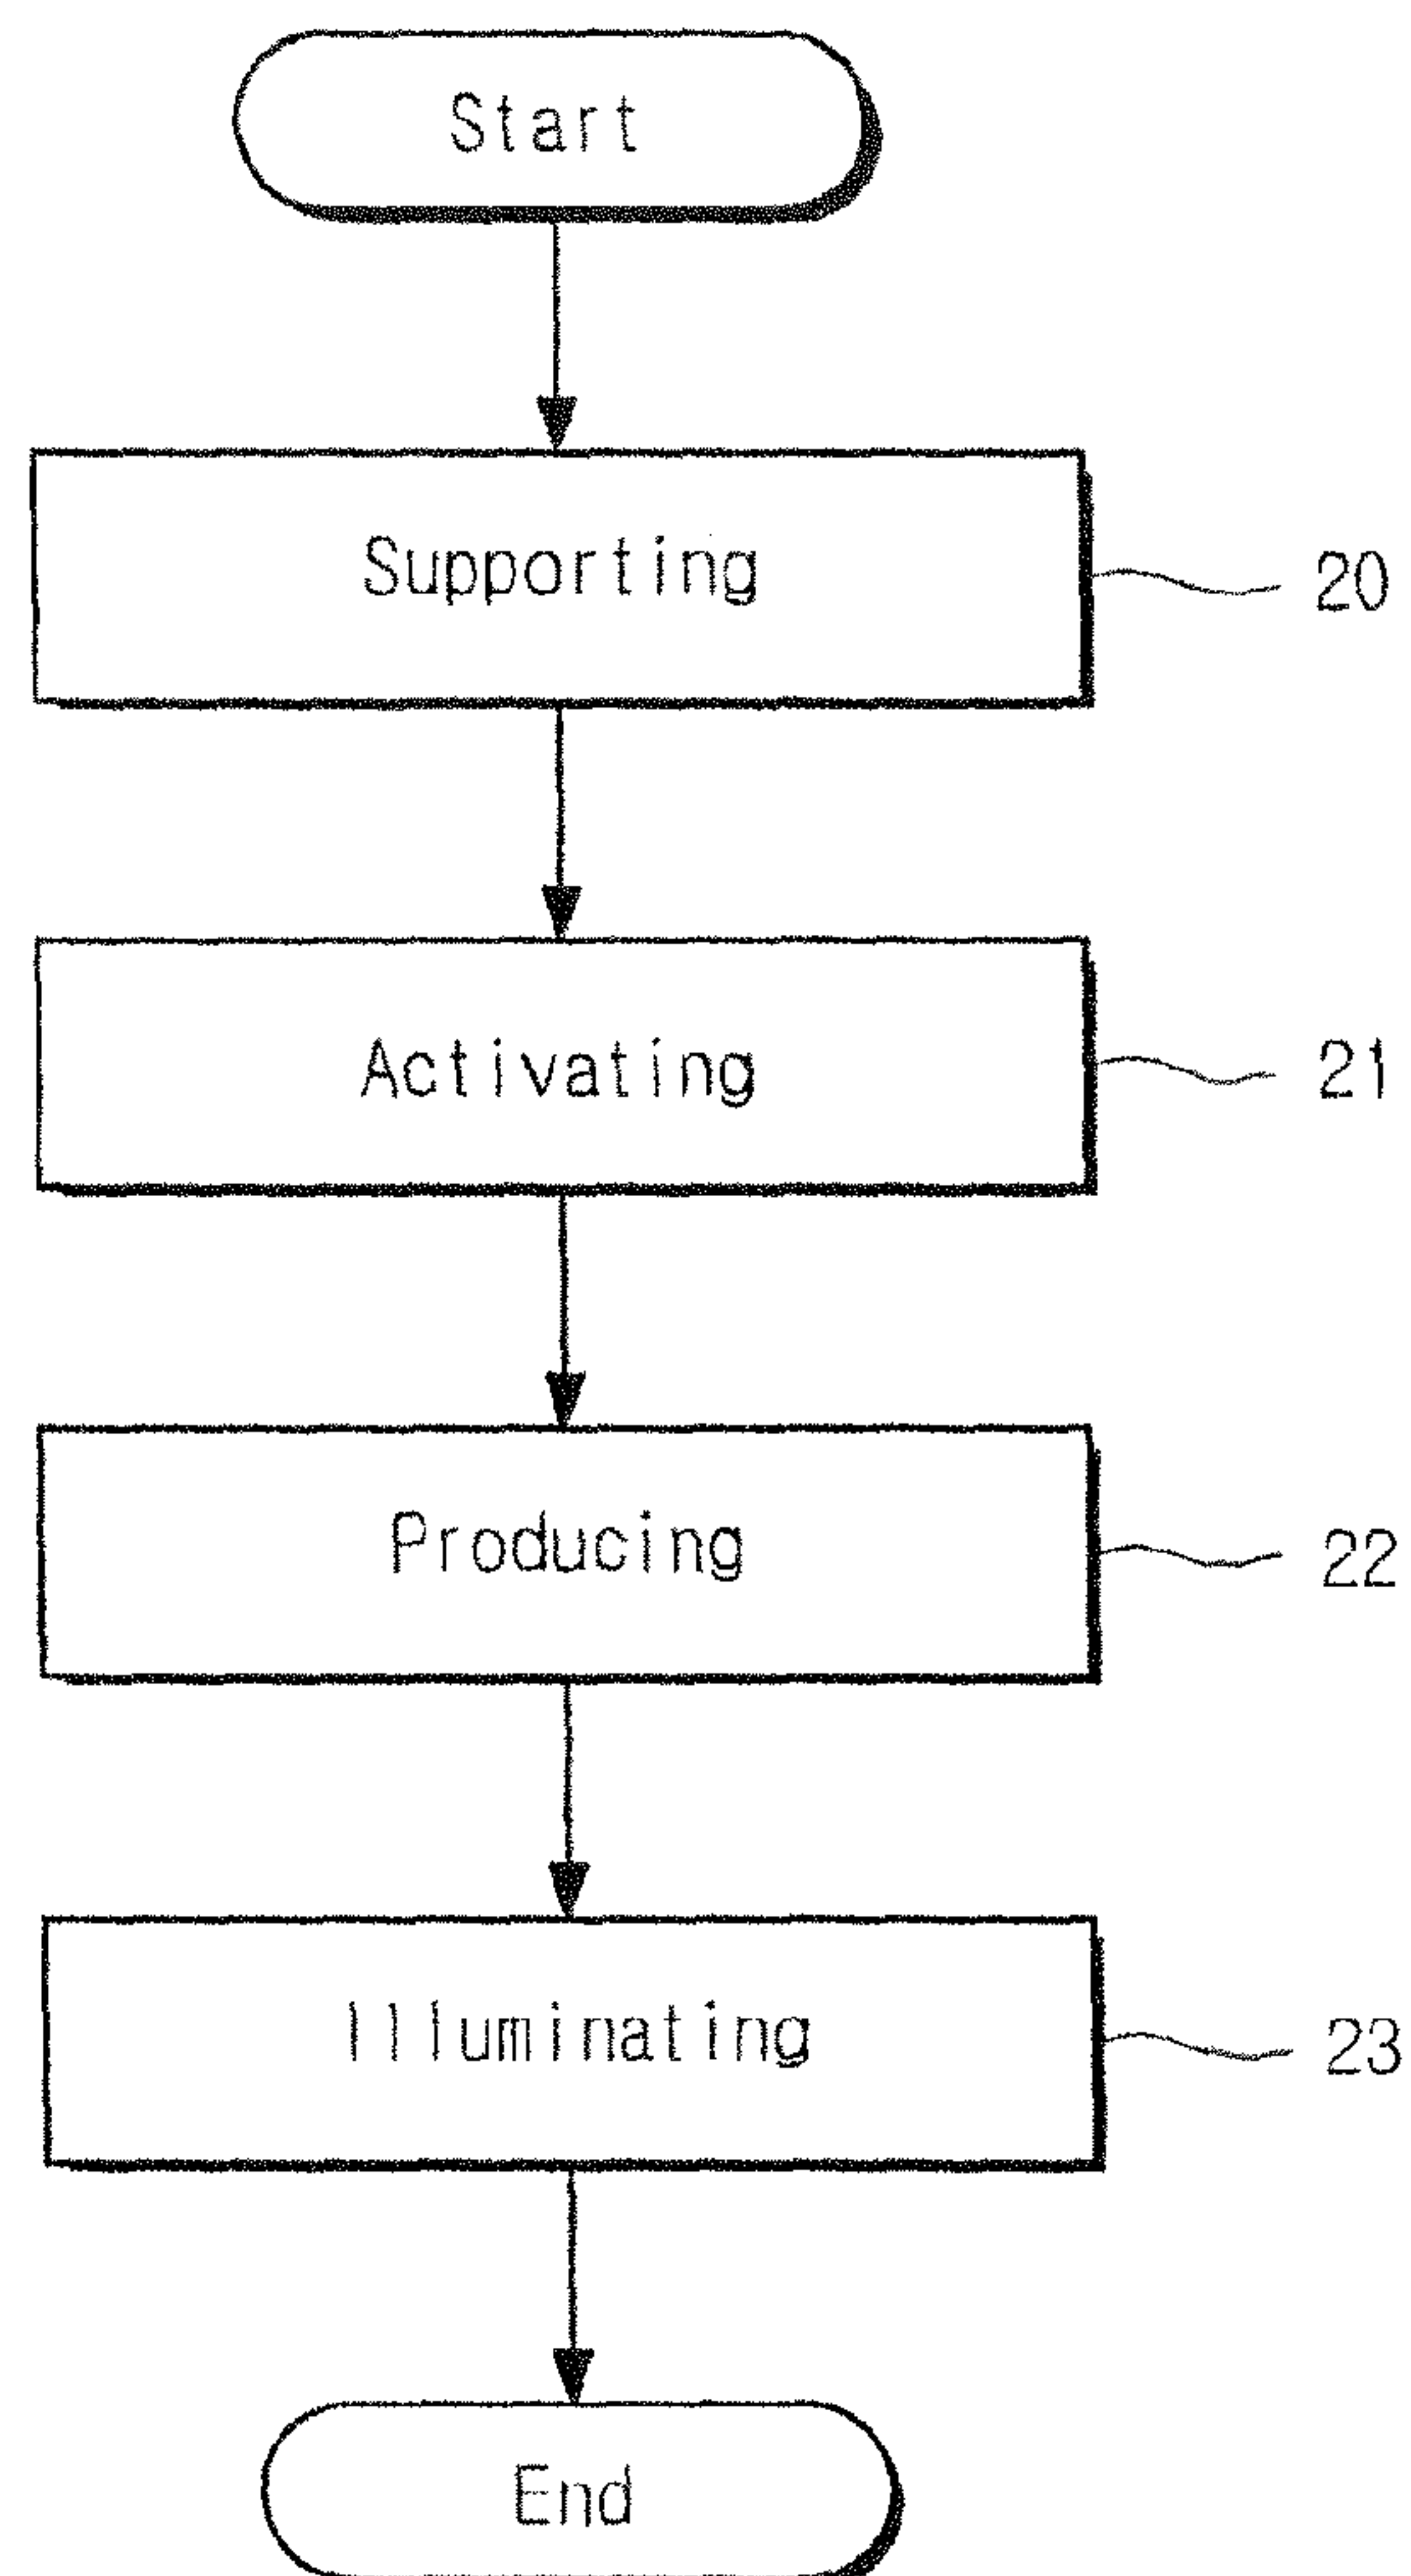 Start
Supporting
20
Activating
21
Producing
22
Illuminating
23
End